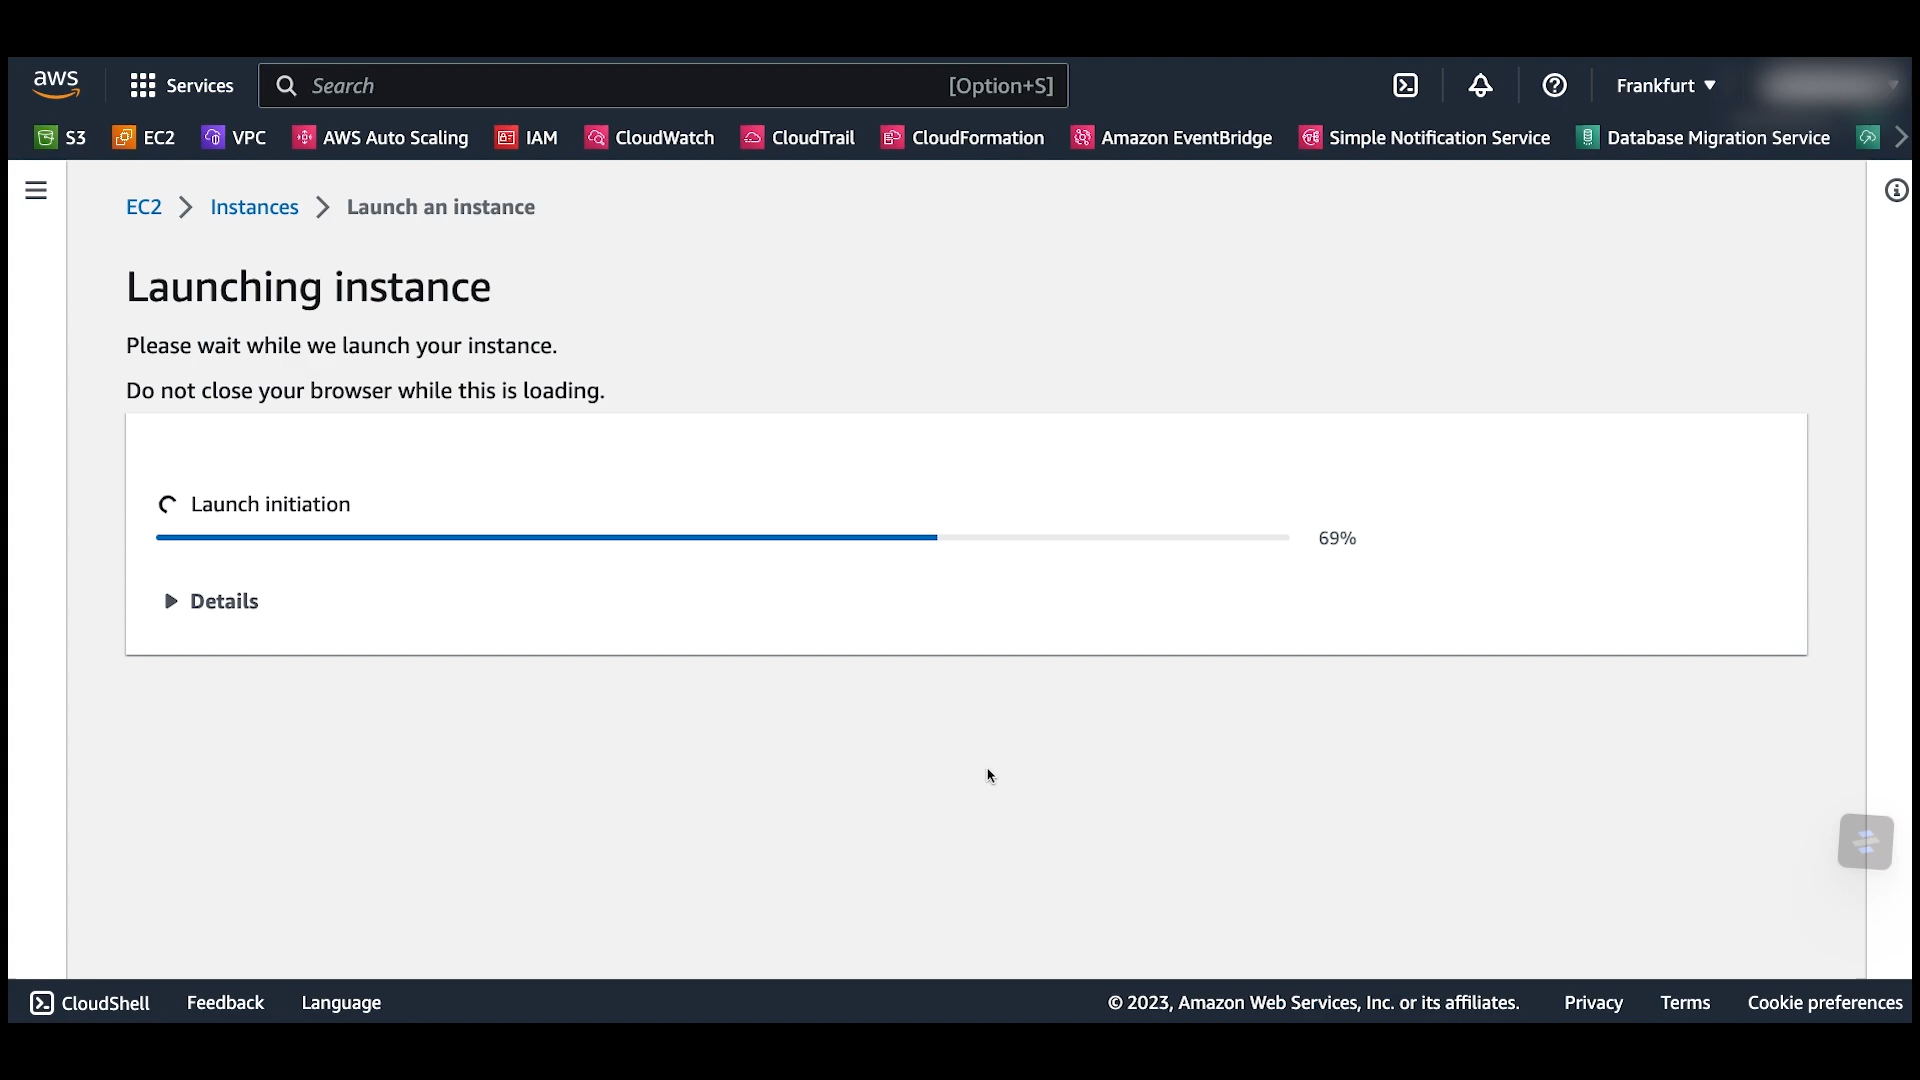 aws Services Search [Option+S] Frankfurt
S3 EC2 VPC AWS Auto Scaling IAM CloudWatch CloudTrail CloudFormation Amazon EventBridge Simple Notification Service Database Migration Service
EC2 Instances Launch an instance
Launching instance
Please wait while we launch your instance.
Do not close your browser while this is loading.
Launch initiation
69%
Details
CloudShell Feedback Language © 2023, Amazon Web Services, Inc. or its affiliates. Privacy Terms Cookie preferences